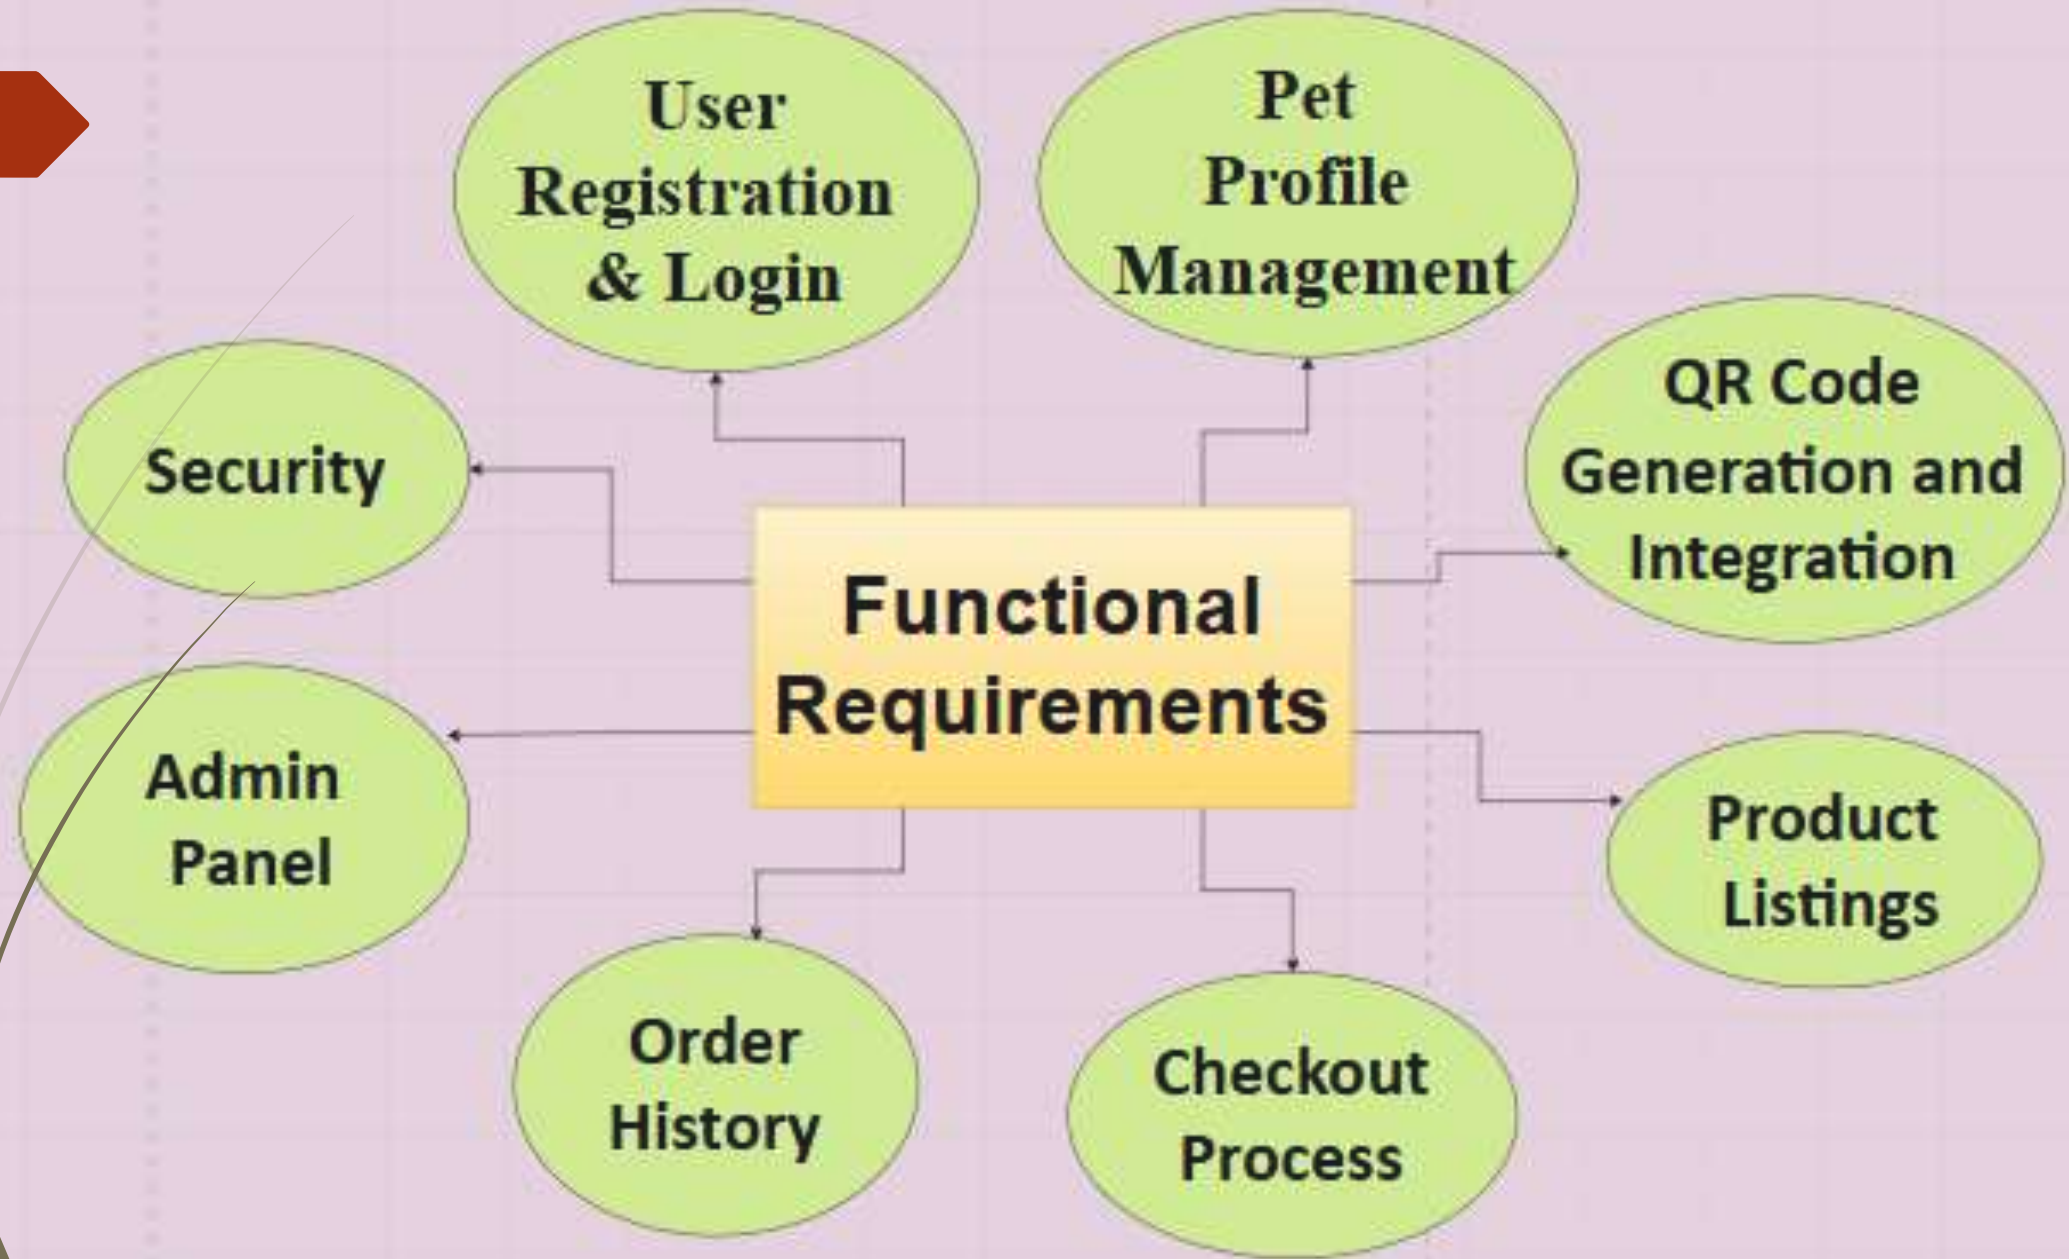 User
Registration
& Login
Pet
Profile
Management
QR Code
Generation and
Integration
Security
Functional
Requirements
Admin
Panel
Product
Listings
Order
History
Checkout
Process